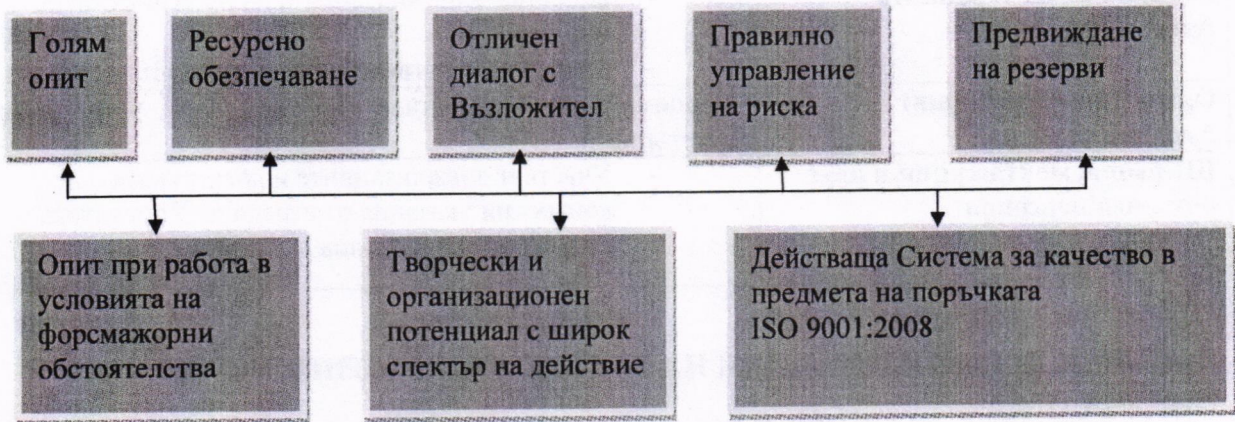 Голям
опит
Ресурсно
обезпечаване
Отличен
диалог с
Възложител
Правилно
управление
на риска
Предвиждане
на резерви
Опит при работа в
условията на
форсмажорни
обстоятелства
Творчески и
организационен
потенциал с широк
спектър на действие
Действаща Система за качество в
предмета на поръчката
ISO 9001:2008